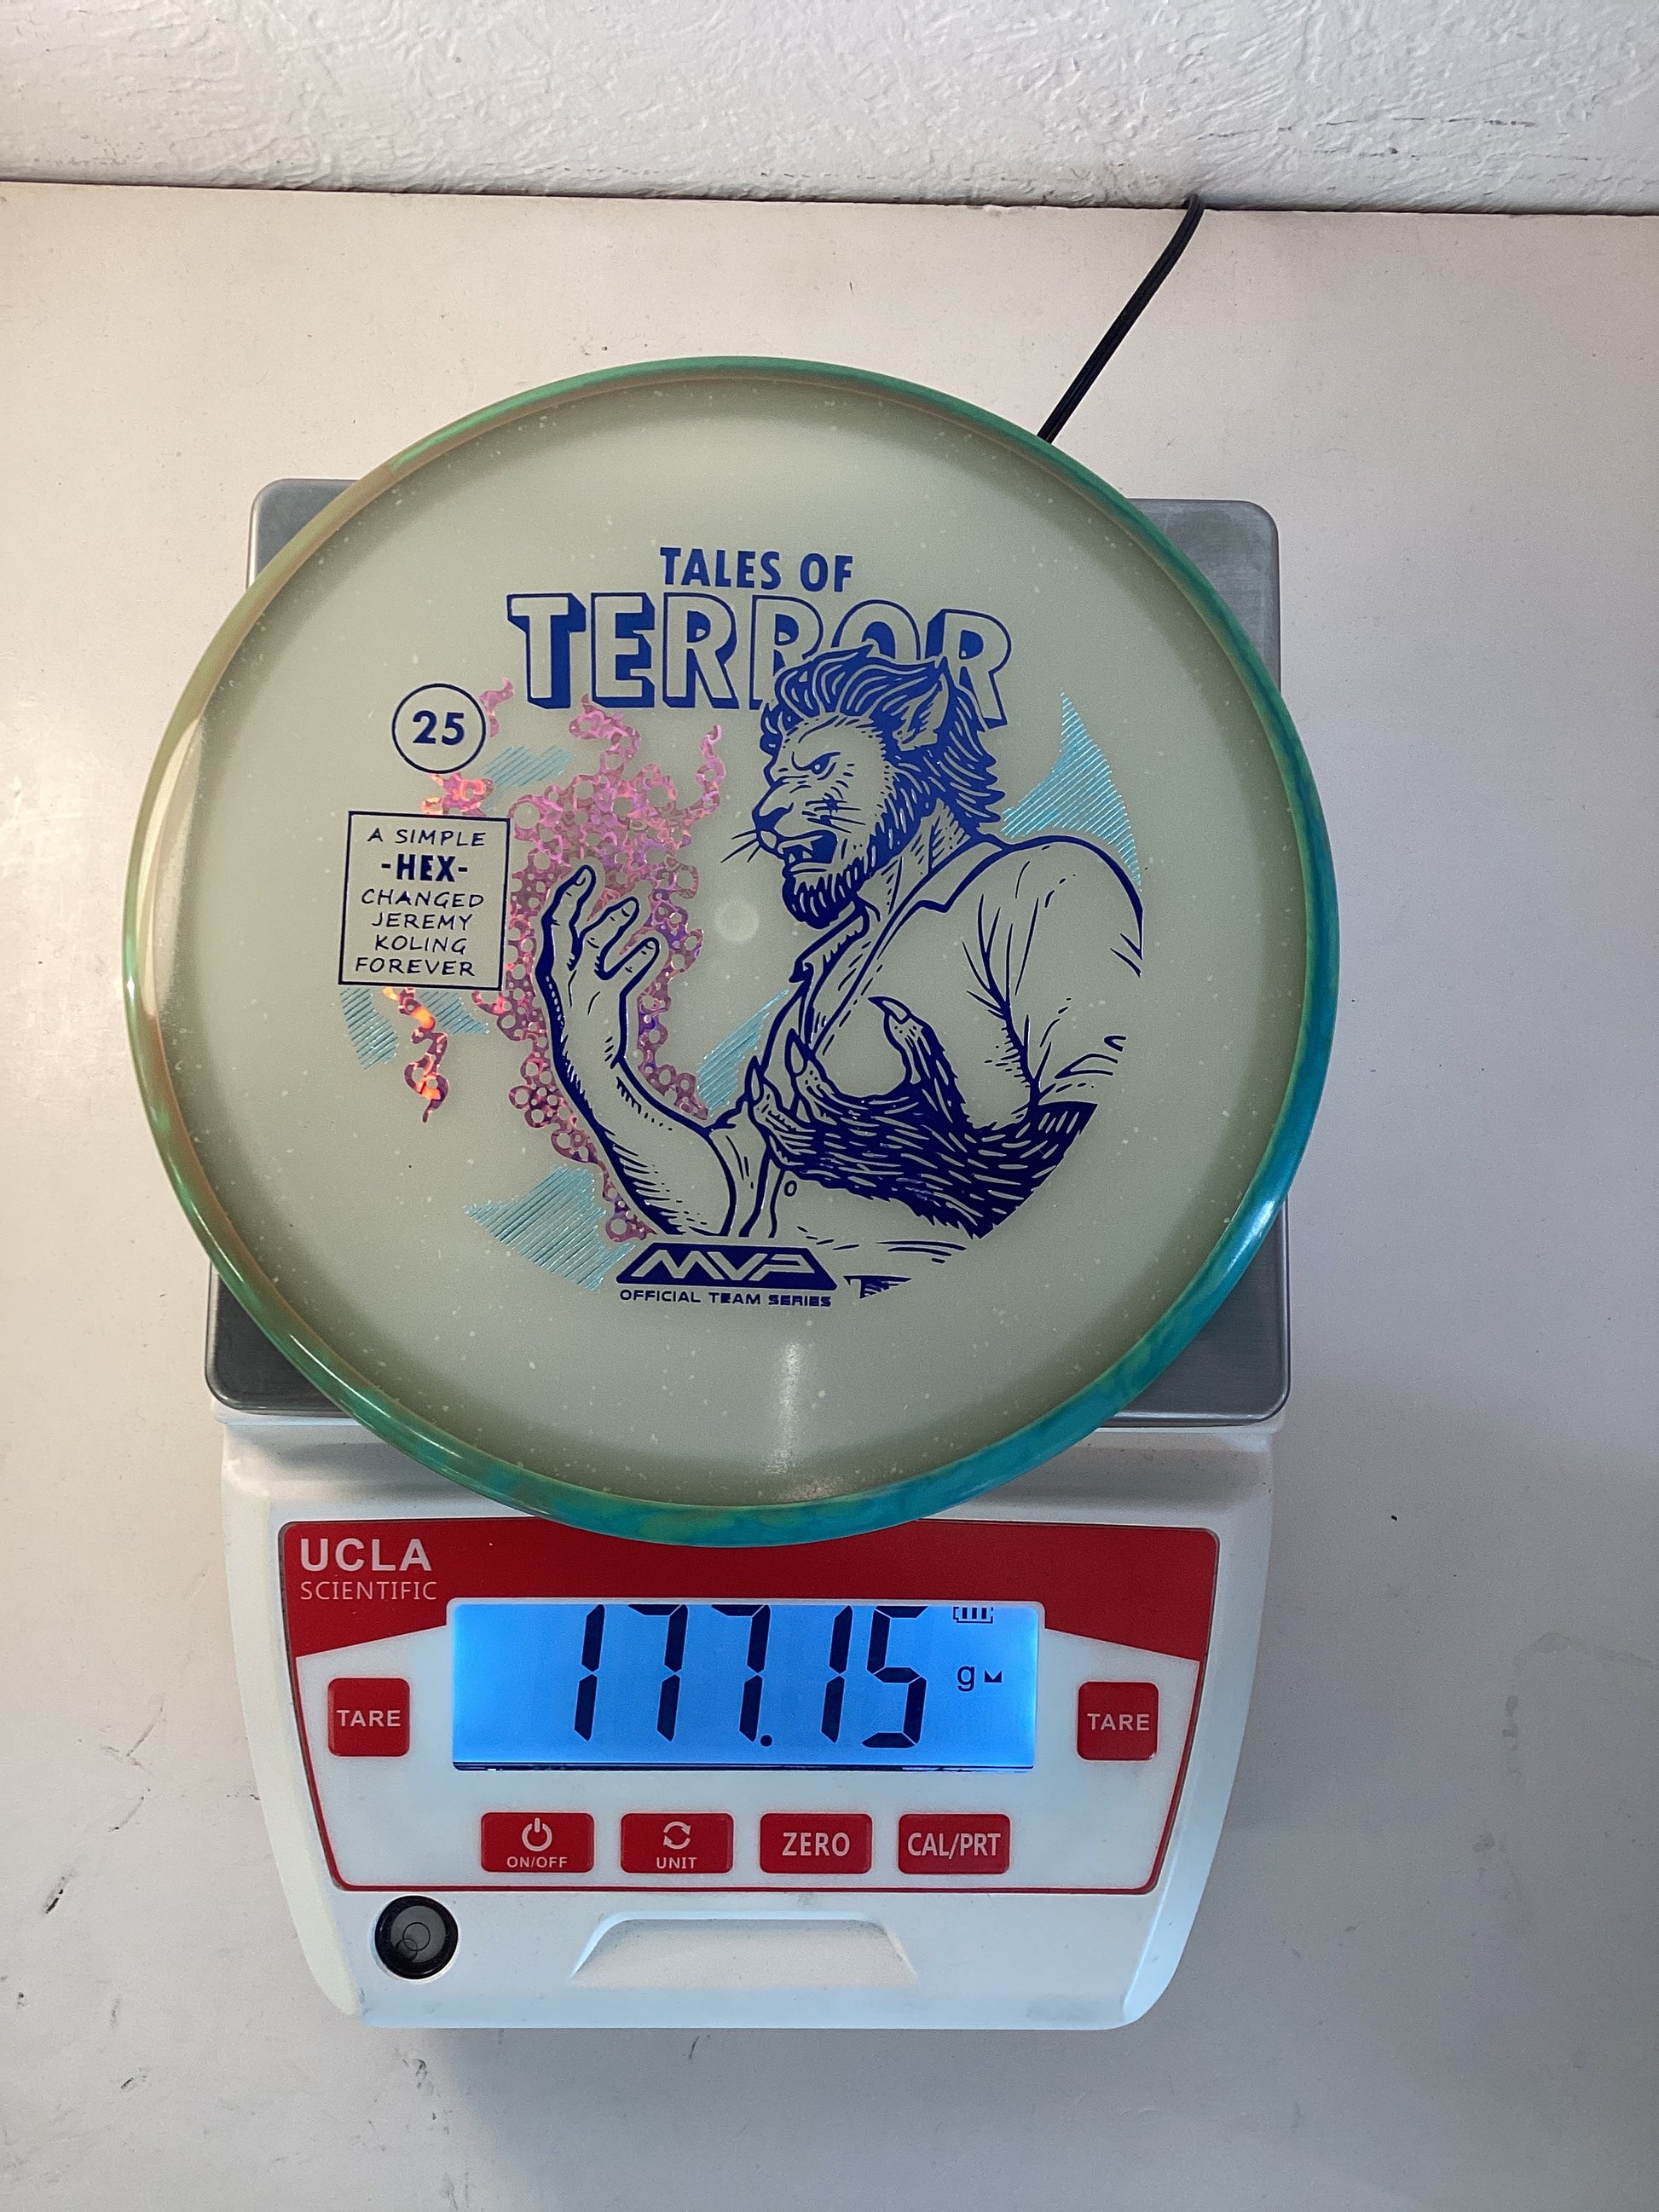 TALES OF
TERROR
25
A SIMPLE
-HEX-
CHANGED
JEREMY
KOLING
FOREVER
MVP
OFFICIAL TEAM SERIES
UCLA
SCIENTIFIC
177.15
g
TARE
TARE
ON/OFF
UNIT
ZERO
CAL/PRT